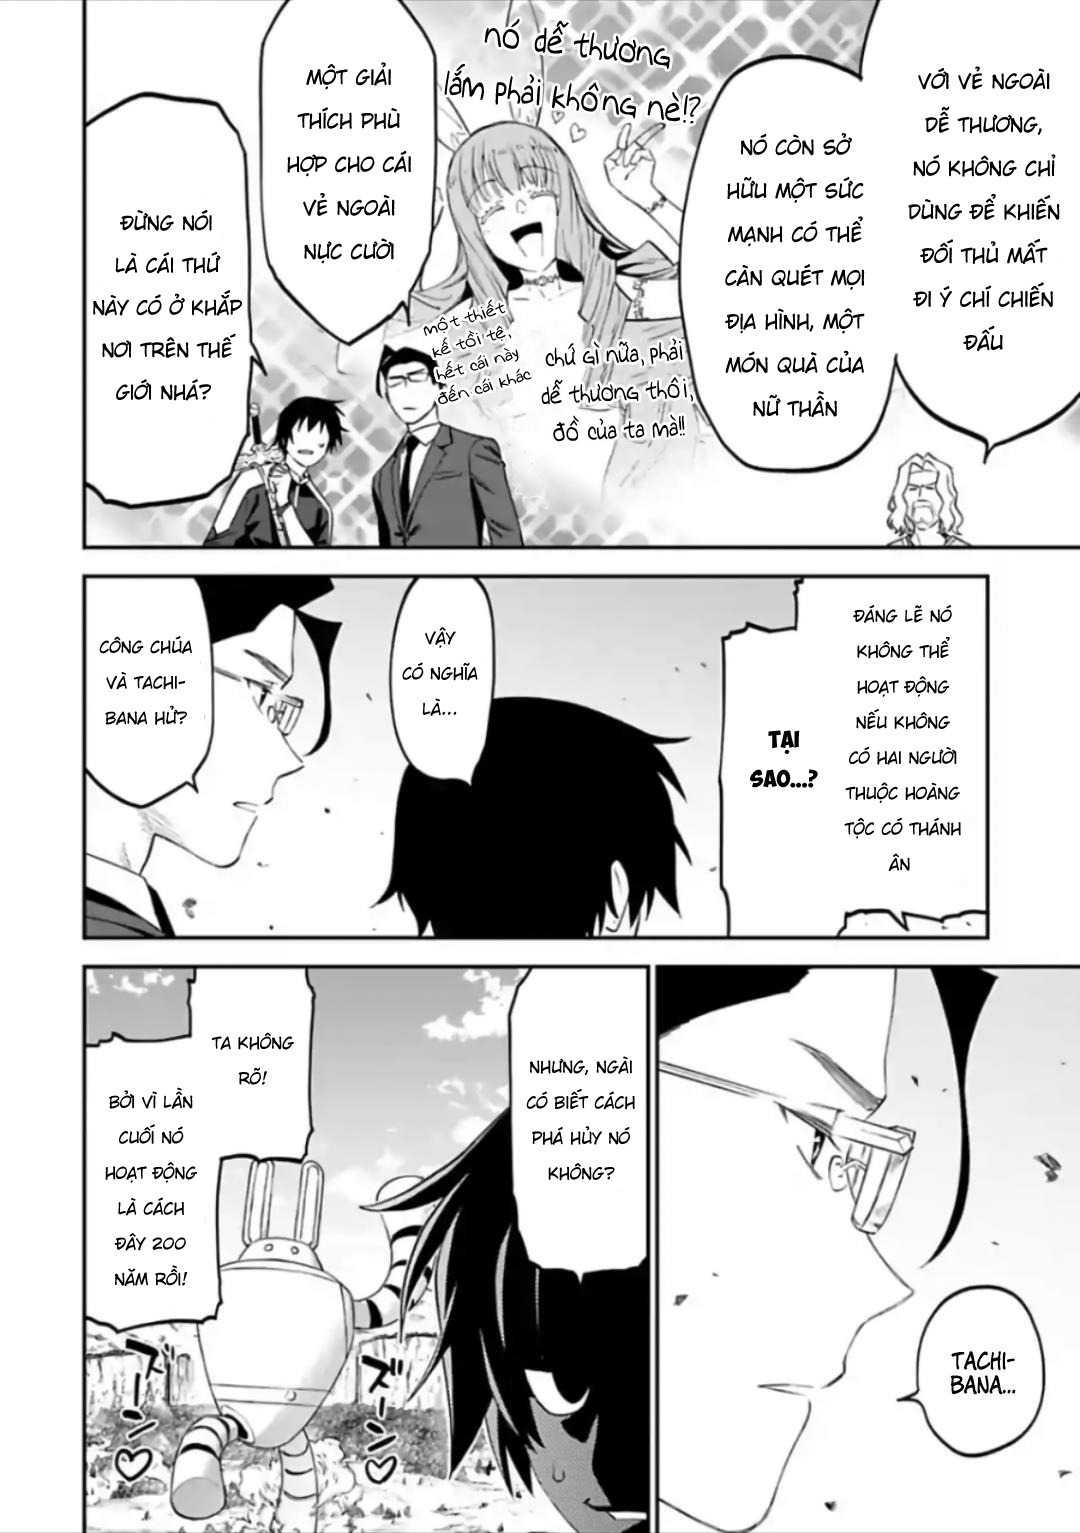 VỚI VẺ NGOÀI
DỄ THƯƠNG,
NÓ KHÔNG CHỈ
DÙNG ĐỂ KHIẾN
ĐỐI THỦ MẤT
ĐI Ý CHÍ CHIẾN
ĐẤU
NÓ CÒN SỞ
HỮU MỘT SỨC
MẠNH CÓ THỂ
CÀN QUÉT MỌI
ĐỊA HÌNH, MỘT
MÓN QUÀ CỦA
NỮ THẦN
nó dễ thương
lắm phải không nè!?
chứ gì nữa, phải
dễ thương thôi,
đồ của ta mà!!
MỘT GIẢI
THÍCH PHÙ
HỢP CHO CÁI
VẺ NGOÀI
NỰC CƯỜI
một thiết
kế tồi tệ,
hết cái này
đến cái khác
ĐỪNG NÓI
LÀ CÁI THỨ
NÀY CÓ Ở KHẮP
NƠI TRÊN THẾ
GIỚI NHÁ?
ĐÁNG LẼ NÓ
KHÔNG THỂ
HOẠT ĐỘNG
NẾU KHÔNG
CÓ HAI NGƯỜI
THUỘC HOÀNG
TỘC CÓ THÁNH
ÂN
TẠI
SAO...?
VẬY
CÓ NGHĨA
LÀ...
CÔNG CHÚA
VÀ TACHI-
BANA HỬ?
TACHI-
BANA...
NHƯNG, NGÀI
CÓ BIẾT CÁCH
PHÁ HỦY NÓ
KHÔNG?
TA KHÔNG
RÕ!
BỞI VÌ LẦN
CUỐI NÓ
HOẠT ĐỘNG
LÀ CÁCH
ĐÂY 200
NĂM RỒI!
ズン♡
ズン♡